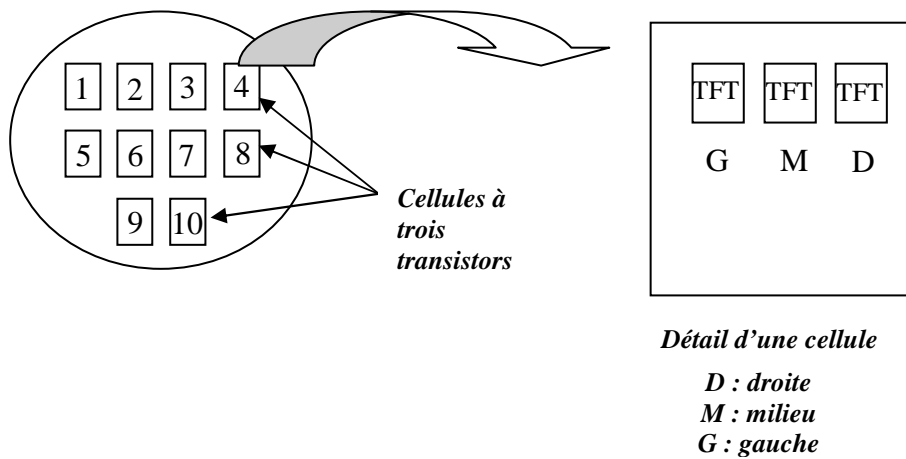 1 2 3 4
5 6 7 8
9 10
Cellules à
trois
transistors
TFT TFT TFT
G M D
Détail d'une cellule
D : droite
M : milieu
G : gauche